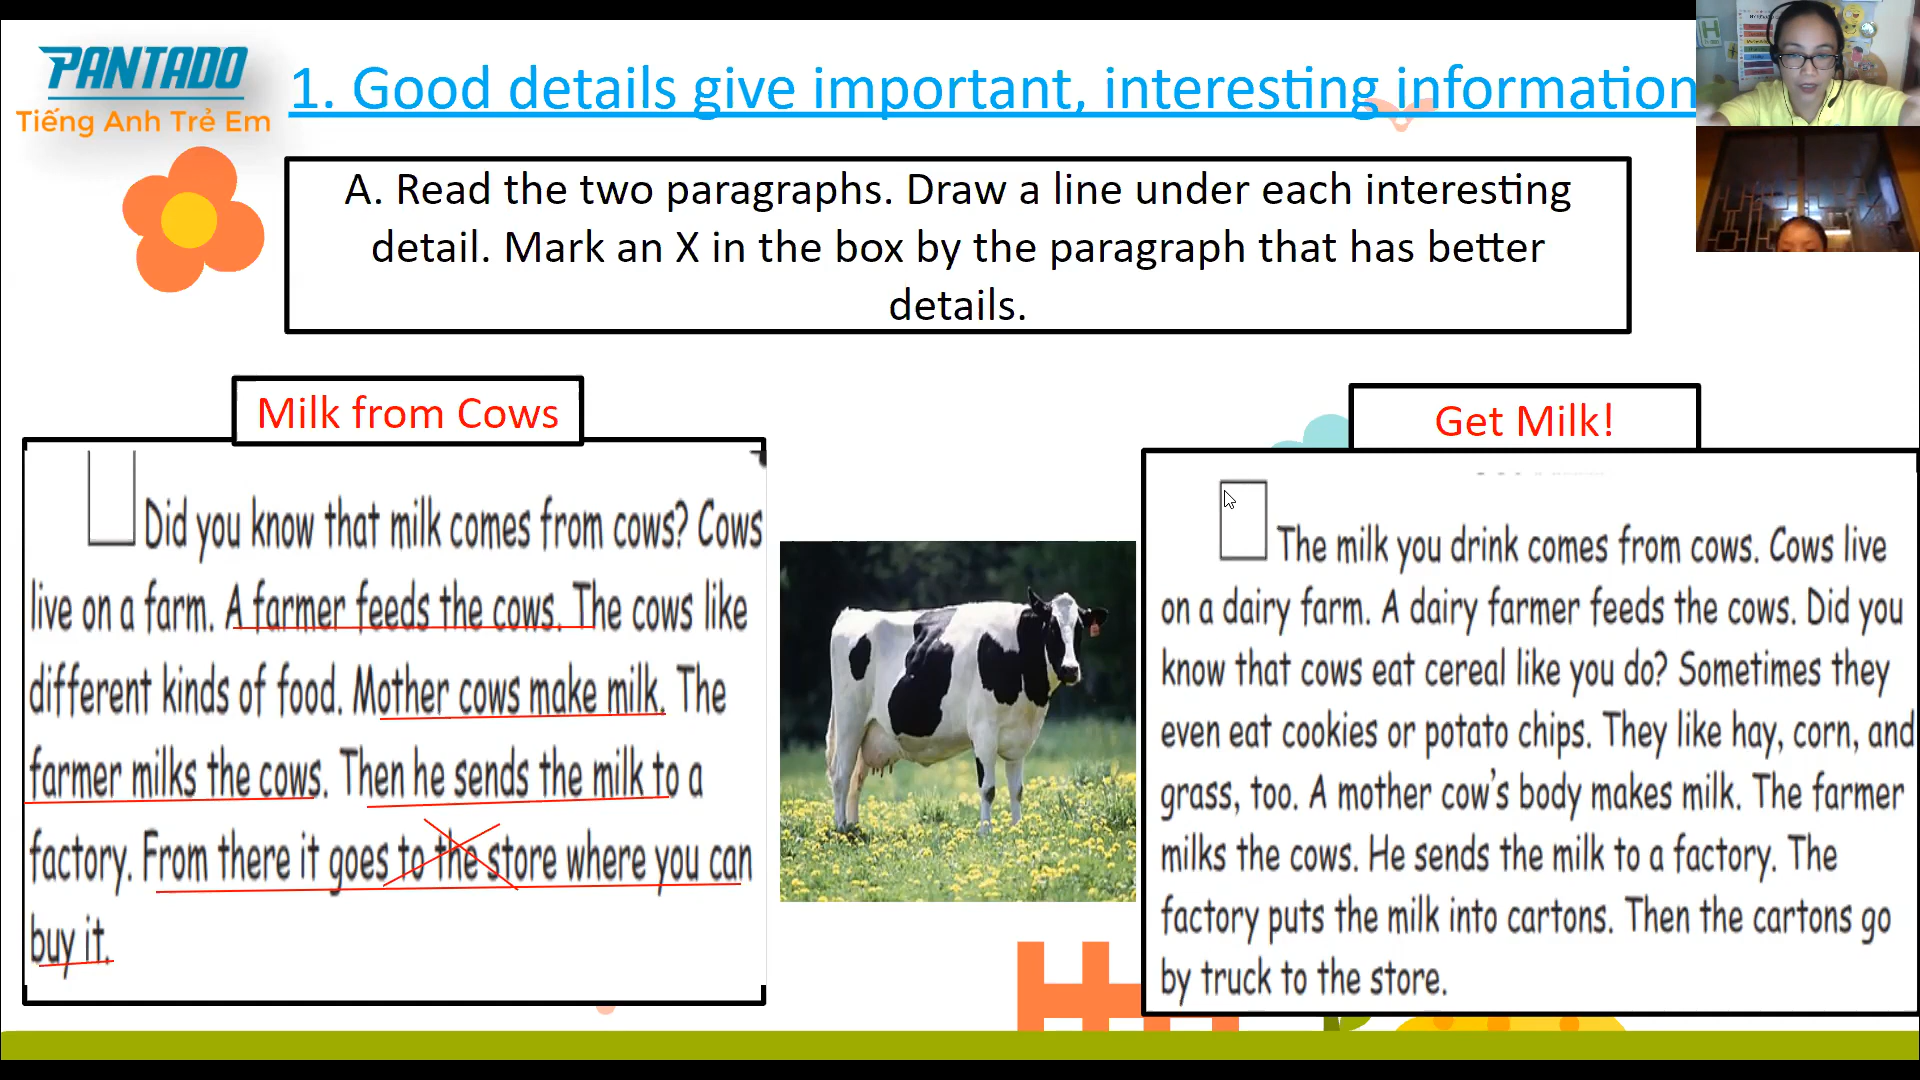 PANTADO
Tiếng Anh Trẻ Em
1. Good details give important, interesting information
A. Read the two paragraphs. Draw a line under each interesting
detail. Mark an X in the box by the paragraph that has better
details.
Milk from Cows
Did you know that milk comes from cows? Cows
live on a farm. A farmer feeds the cows. The cows like
different kinds of food. Mother cows make milk. The
farmer milks the cows. Then he sends the milk to a
factory. From there it goes to the store where you can
buy it.
Get Milk!
The milk you drink comes from cows. Cows live
on a dairy farm. A dairy farmer feeds the cows. Did you
know that cows eat cereal like you do? Sometimes they
even eat cookies or potato chips. They like hay, corn, and
grass, too. A mother cow's body makes milk. The farmer
milks the cows. He sends the milk to a factory. The
factory puts the milk into cartons. Then the cartons go
by truck to the store.